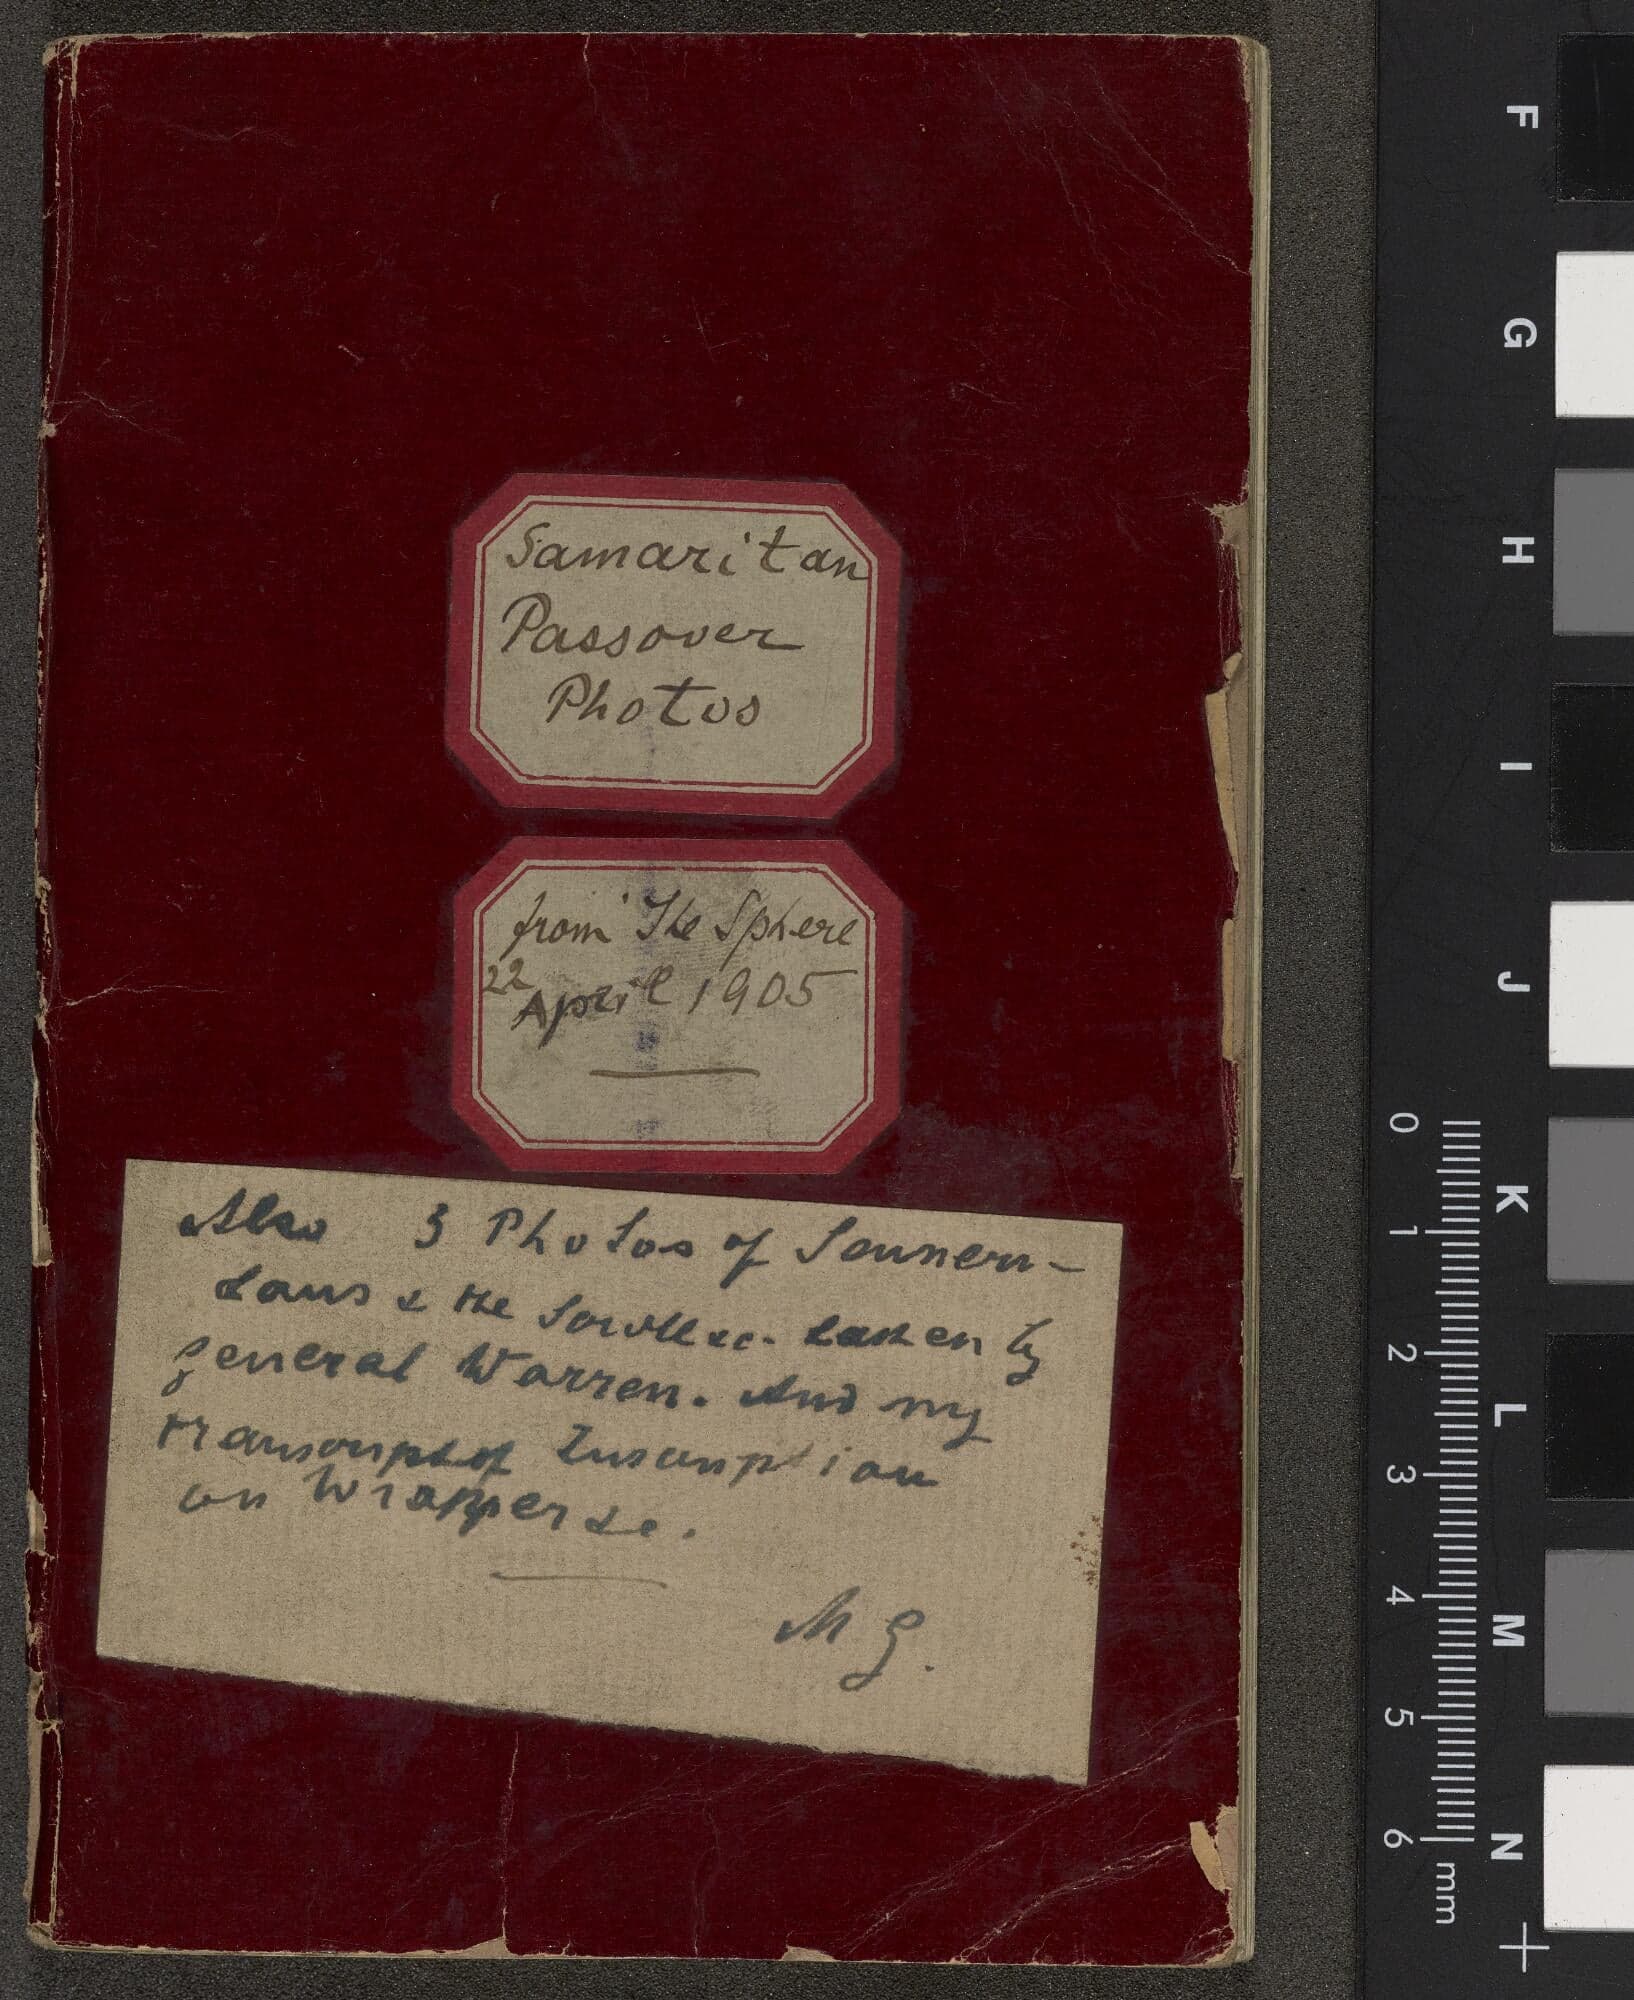 Samaritan
Passover
Photos
from The Sphere
22 April 1905
Also 3 Photos of
& the Scroll &c. taken by
General Warren. And my
transcript of Inscription
on Wrapper &c.
M G.
F
G
H
I
J
K
L
M
N
0
1
2
3
4
5
6
mm